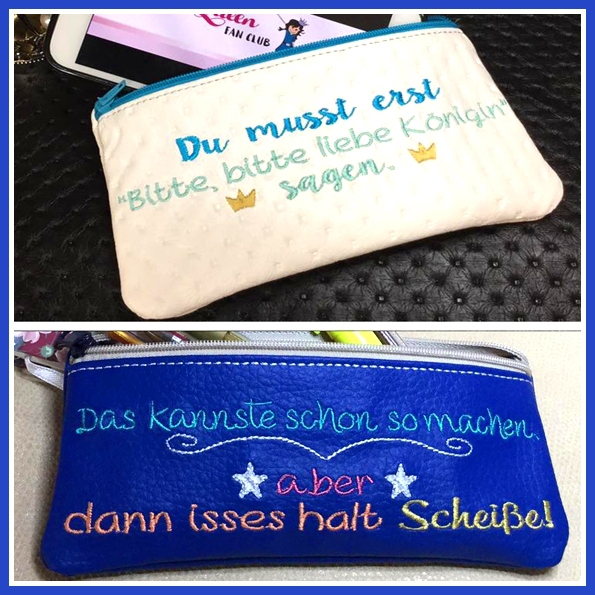 Queen
FAN CLUB
Du musst erst
"Bitte, bitte liebe Königin"
sagen.
Das kannste schon so machen,
aber
dann isses halt Scheiße!